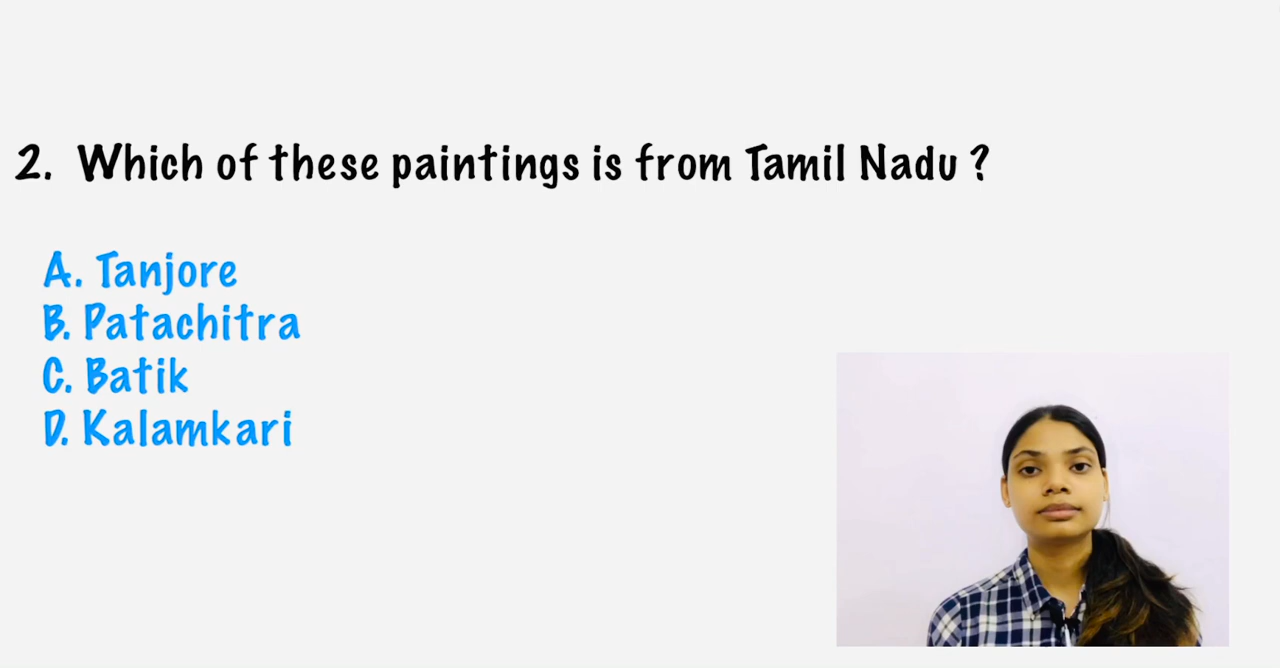 2. Which of these paintings is from Tamil Nadu ?
A. Tanjore
B. Patachitra
C. Batik
D. Kalamkari